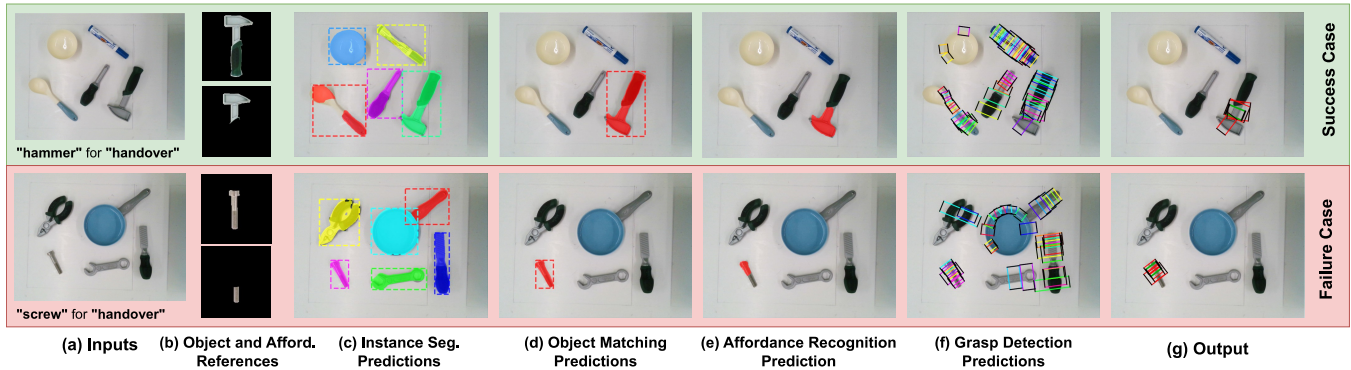 "hammer" for "handover"
Success Case
"screw" for "handover"
Failure Case
(a) Inputs
(b) Object and Afford.
References
(c) Instance Seg.
Predictions
(d) Object Matching
Predictions
(e) Affordance Recognition
Prediction
(f) Grasp Detection
Predictions
(g) Output